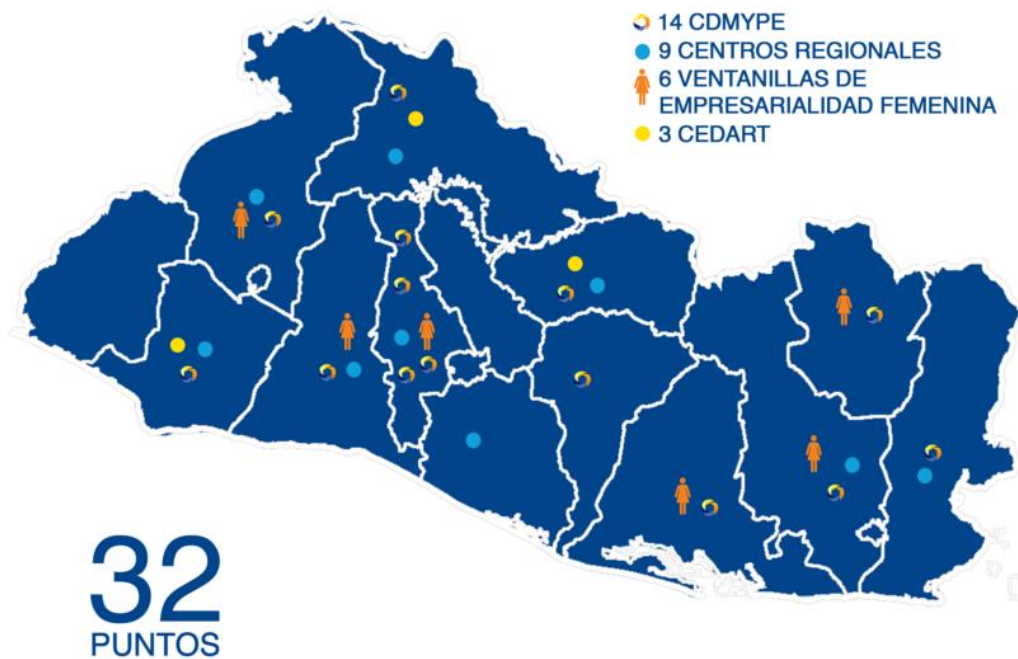 14 CDMYPE
9 CENTROS REGIONALES
6 VENTANILLAS DE
EMPRESARIALIDAD FEMENINA
3 CEDART
32
PUNTOS